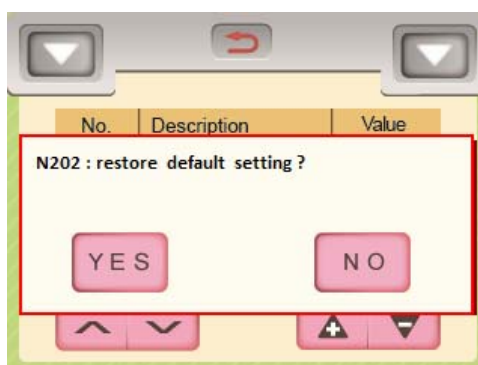 No. Description Value
N202 : restore default setting ?
YES NO